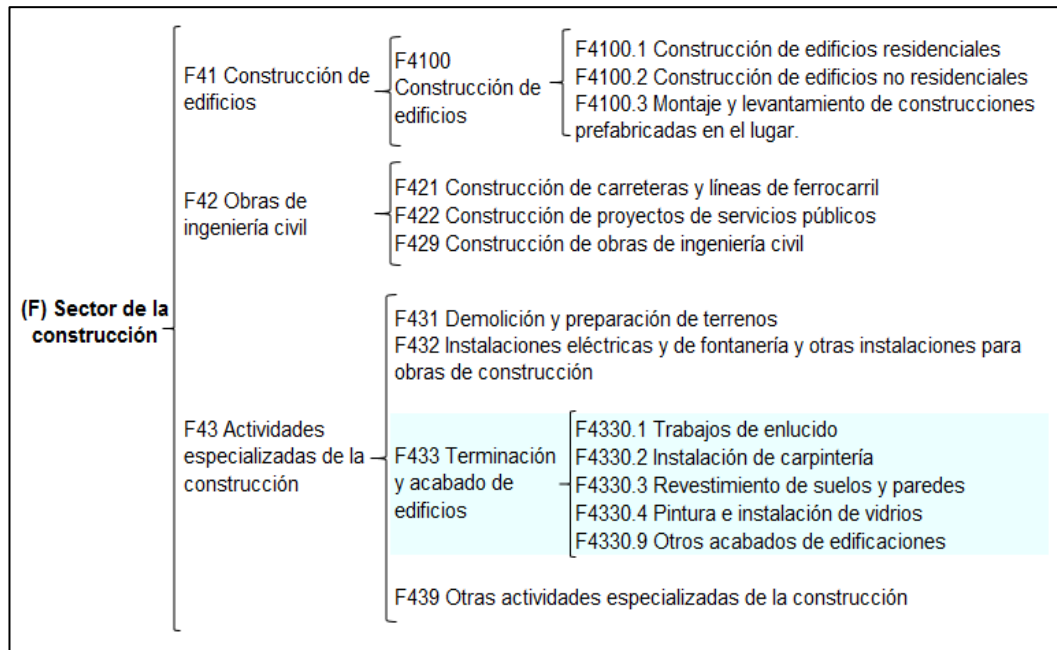 (F) Sector de la
construcción
F41 Construcción de
edificios
F4100
Construcción de
edificios
F4100.1 Construcción de edificios residenciales
F4100.2 Construcción de edificios no residenciales
F4100.3 Montaje y levantamiento de construcciones
prefabricadas en el lugar.
F42 Obras de
ingeniería civil
F421 Construcción de carreteras y líneas de ferrocarril
F422 Construcción de proyectos de servicios públicos
F429 Construcción de obras de ingeniería civil
F43 Actividades
especializadas de la
construcción
F431 Demolición y preparación de terrenos
F432 Instalaciones eléctricas y de fontanería y otras instalaciones para
obras de construcción
F433 Terminación
y acabado de
edificios
F4330.1 Trabajos de enlucido
F4330.2 Instalación de carpintería
F4330.3 Revestimiento de suelos y paredes
F4330.4 Pintura e instalación de vidrios
F4330.9 Otros acabados de edificaciones
F439 Otras actividades especializadas de la construcción